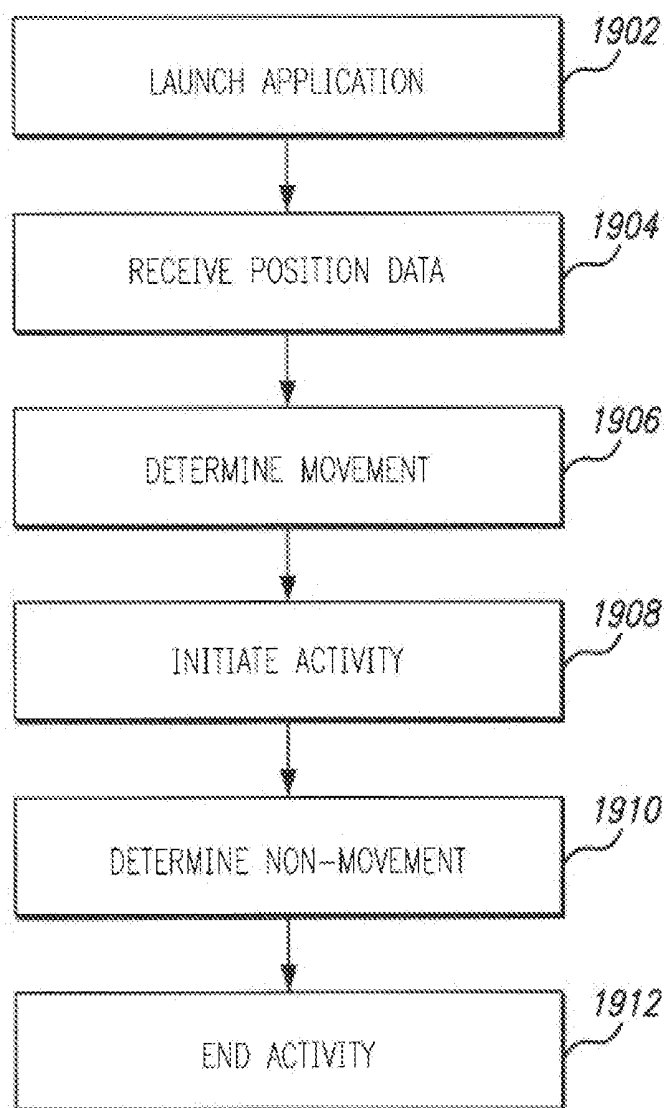 1902
LAUNCH APPLICATION
1904
RECEIVE POSITION DATA
1906
DETERMINE MOVEMENT
1908
INITIATE ACTIVITY
1910
DETERMINE NON-MOVEMENT
1912
END ACTIVITY